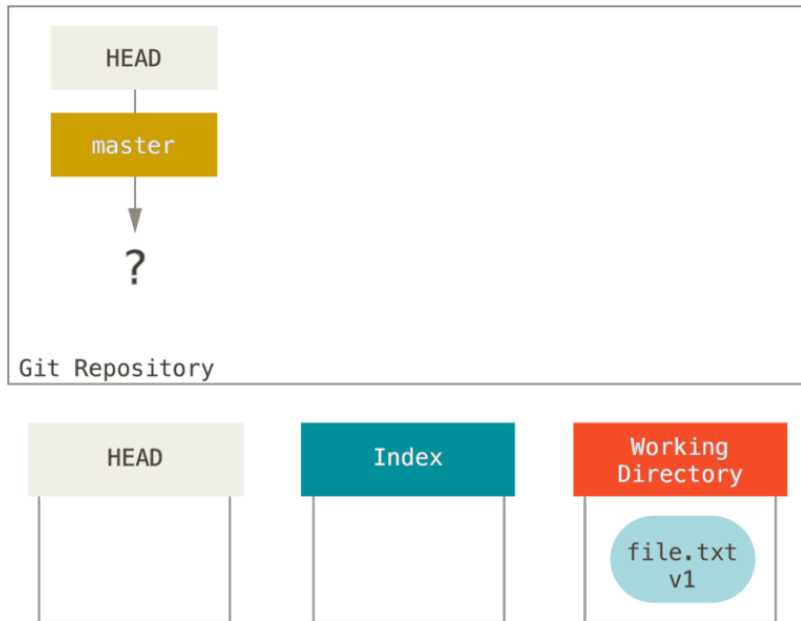 HEAD
master
?
Git Repository
HEAD
Index
Working
Directory
file.txt
v1